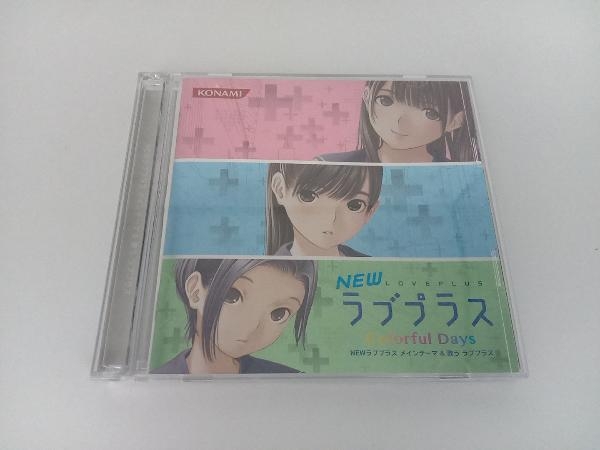 KONAMI
NEW LOVEPLUS
ラブプラス
Colorful Days
NEWラブプラス メインテーマ & 歌う ラブプラス